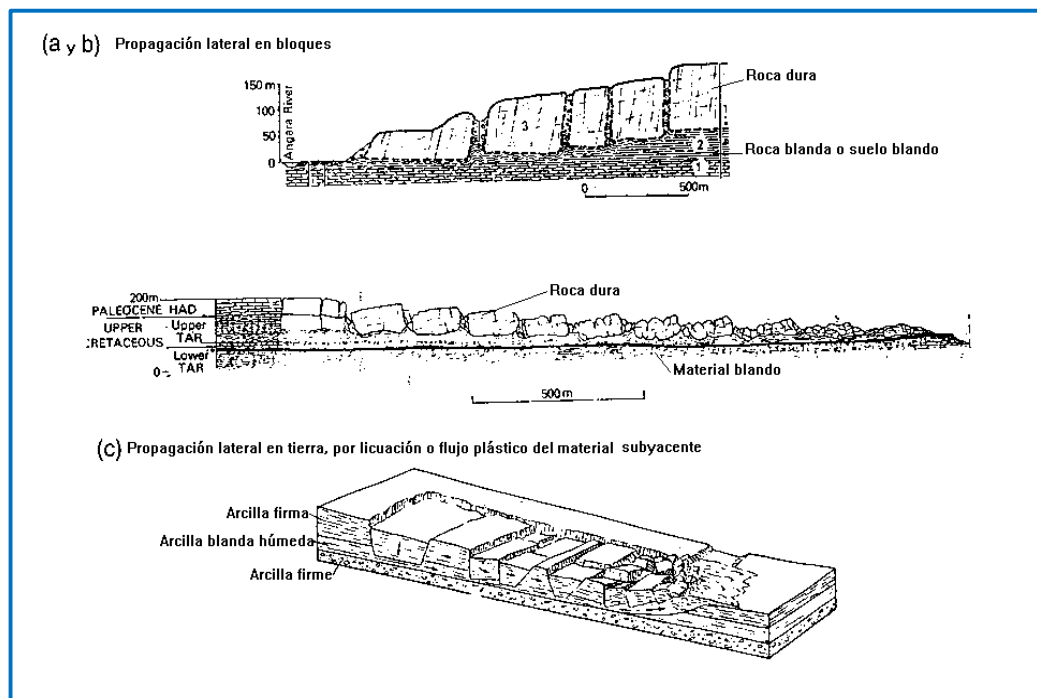 (a y b) Propagación lateral en bloques
150 m
100
50
0
Angara River
3
2
1
Roca dura
Roca blanda o suelo blando
0 500m
200m
PALEOCENE HAD
UPPER
CRETACEOUS
Upper
TAR
Lower
TAR
0
Roca dura
Material blando
500m
(c) Propagación lateral en tierra, por licuación o flujo plástico del material subyacente
Arcilla firma
Arcilla blanda húmeda
Arcilla firme